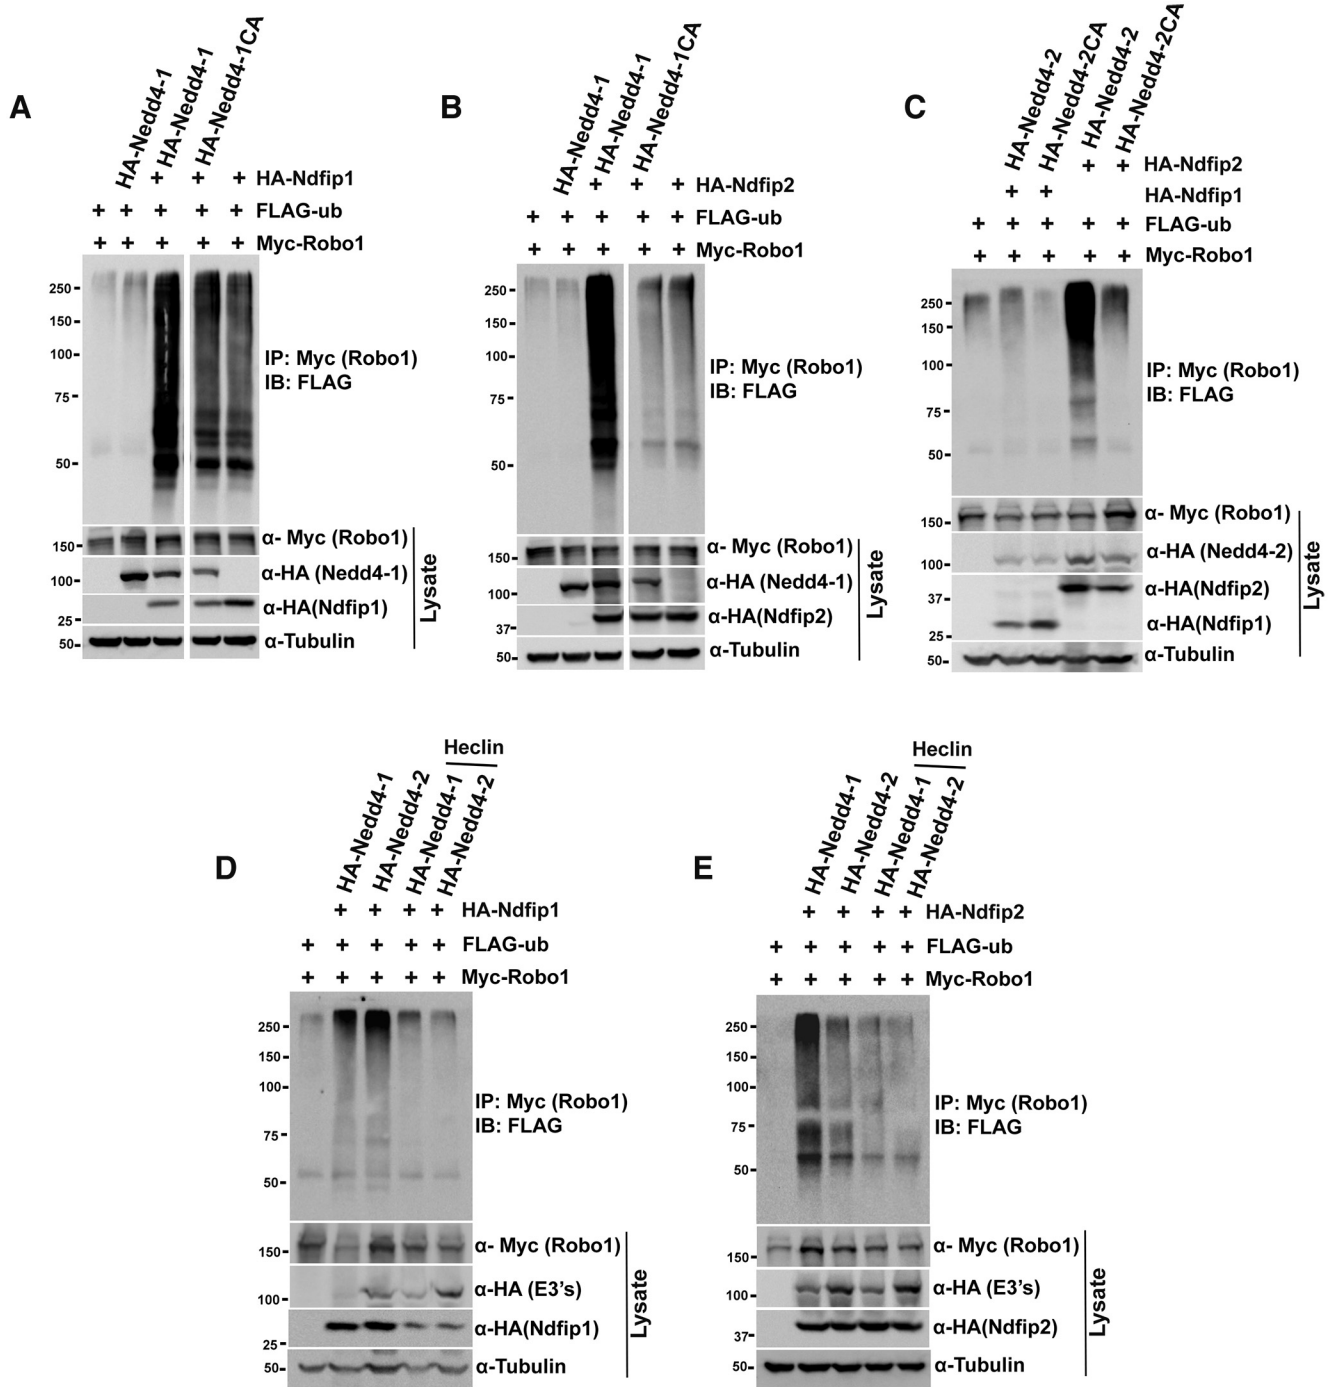 A
HA-Nedd4-1
HA-Nedd4-1
HA-Nedd4-1CA
+ + + HA-Ndfip1
+ + + + + FLAG-ub
+ + + + + Myc-Robo1
250
150
100
75
50
IP: Myc (Robo1)
IB: FLAG
150 α- Myc (Robo1)
100 α-HA (Nedd4-1)
25 α-HA(Ndfip1)
50 α-Tubulin
Lysate
B
HA-Nedd4-1
HA-Nedd4-1
HA-Nedd4-1CA
+ + + HA-Ndfip2
+ + + + + FLAG-ub
+ + + + + Myc-Robo1
250
150
100
75
50
IP: Myc (Robo1)
IB: FLAG
150 α- Myc (Robo1)
100 α-HA (Nedd4-1)
37 α-HA(Ndfip2)
50 α-Tubulin
Lysate
C
HA-Nedd4-2
HA-Nedd4-2CA
HA-Nedd4-2
HA-Nedd4-2CA
+ + HA-Ndfip2
+ + HA-Ndfip1
+ + + + + FLAG-ub
+ + + + + Myc-Robo1
250
150
100
75
50
IP: Myc (Robo1)
IB: FLAG
150 α- Myc (Robo1)
100 α-HA (Nedd4-2)
37 α-HA(Ndfip2)
25 α-HA(Ndfip1)
50 α-Tubulin
Lysate
D
Heclin
HA-Nedd4-1
HA-Nedd4-2
HA-Nedd4-1
HA-Nedd4-2
+ + + + HA-Ndfip1
+ + + + + FLAG-ub
+ + + + + Myc-Robo1
250
150
100
75
50
IP: Myc (Robo1)
IB: FLAG
150 α- Myc (Robo1)
100 α-HA (E3's)
25 α-HA(Ndfip1)
50 α-Tubulin
Lysate
E
Heclin
HA-Nedd4-1
HA-Nedd4-2
HA-Nedd4-1
HA-Nedd4-2
+ + + + HA-Ndfip2
+ + + + + FLAG-ub
+ + + + + Myc-Robo1
250
150
100
75
50
IP: Myc (Robo1)
IB: FLAG
150 α- Myc (Robo1)
100 α-HA (E3's)
37 α-HA(Ndfip2)
50 α-Tubulin
Lysate